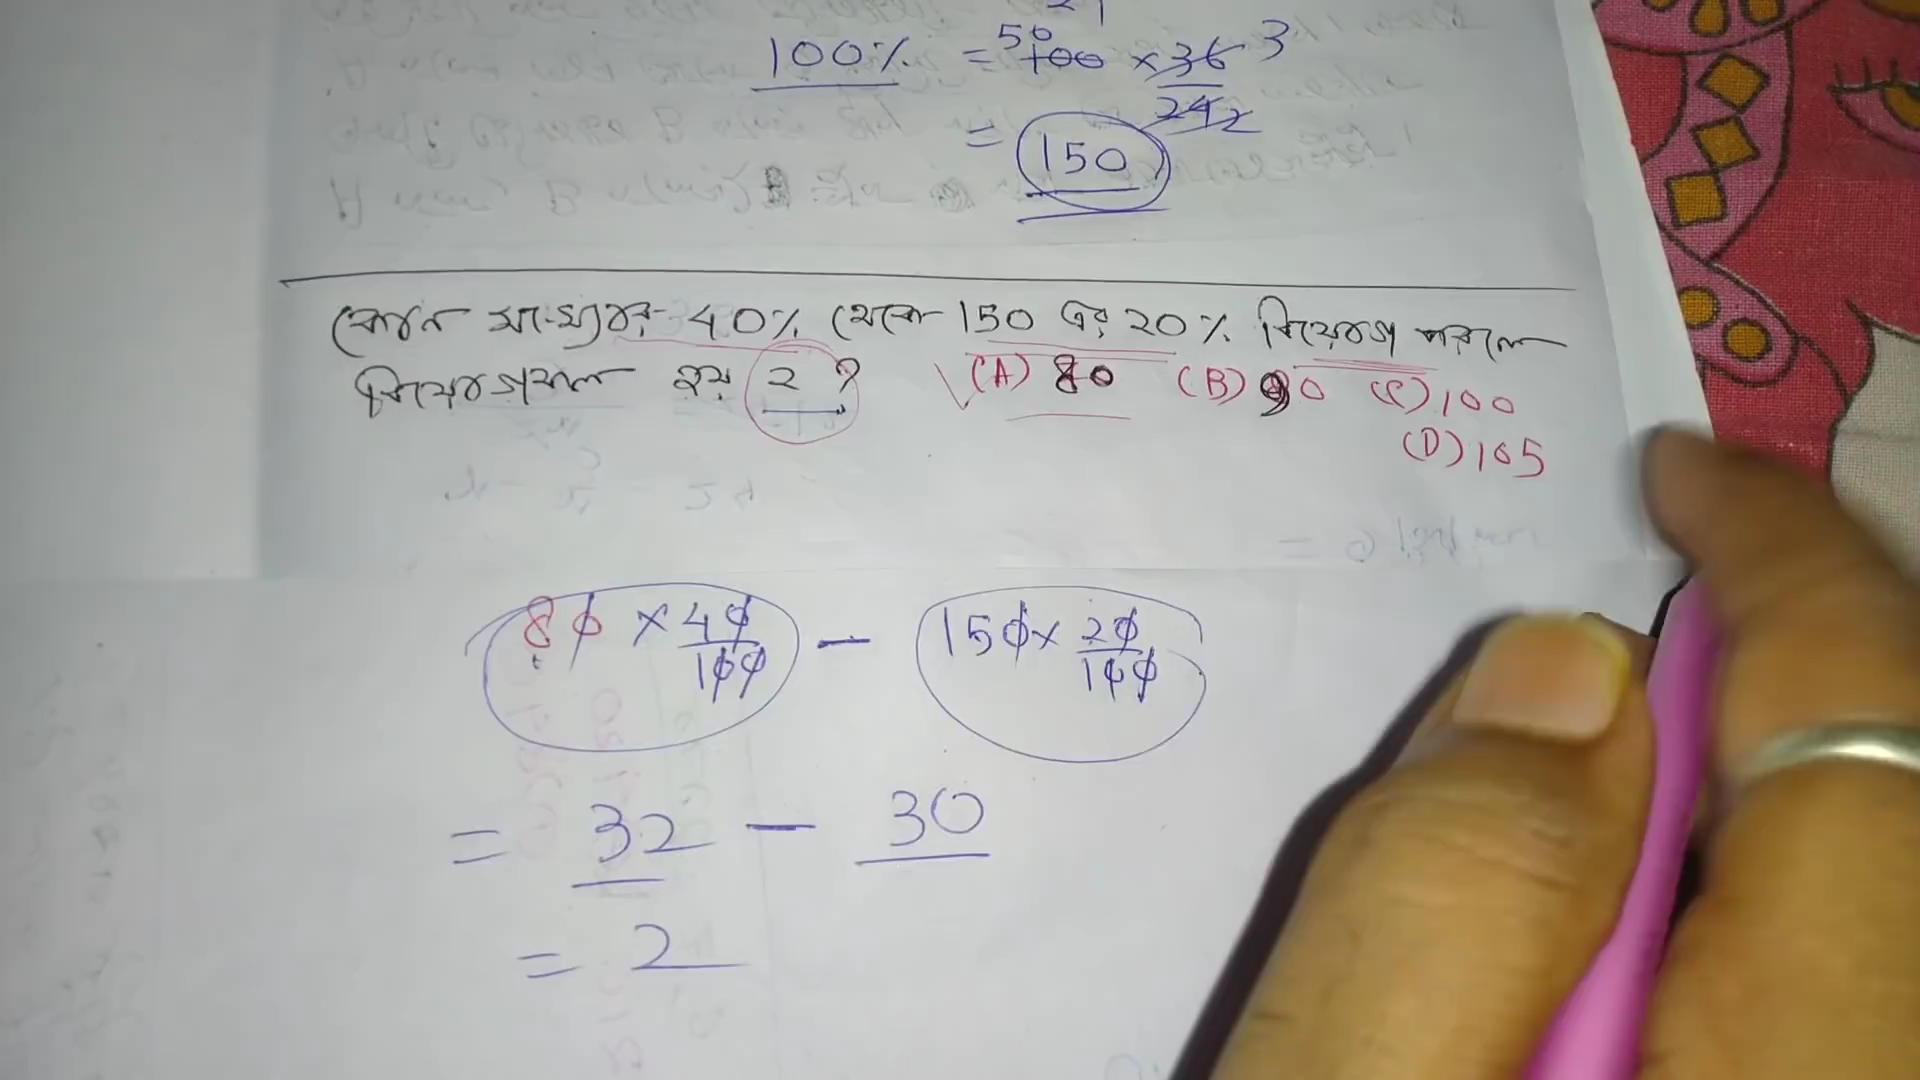 100% = 50 100 × 36 3
24 2
= 150
কোন সংখ্যার 40% থেকে 150 এর 20% বিয়োগ করলে
বিয়োগফল হয় 2 ? (A) 80 (B) 90 (C) 100
(D) 105
80 × 40/100 − 150 × 20/100
= 32 − 30
= 2